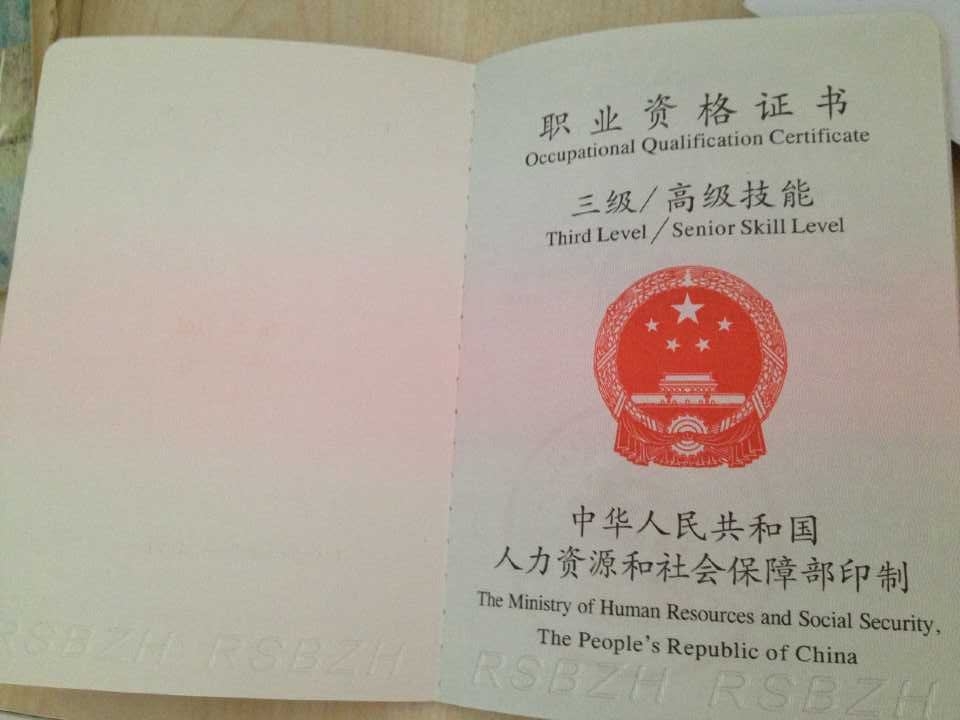 职业资格证书
Occupational Qualification Certificate
三级/高级技能
Third Level/Senior Skill Level
中华人民共和国
人力资源和社会保障部印制
The Ministry of Human Resources and Social Security,
The People's Republic of China
RSBZH RSBZH RSBZH RSBZH